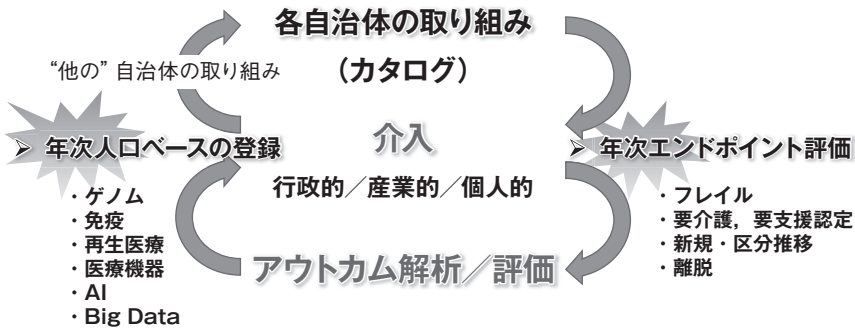 各自治体の取り組み
“他の” 自治体の取り組み
（カタログ）
➢ 年次人口ベースの登録
介入
➢ 年次エンドポイント評価
行政的／産業的／個人的
・ゲノム
・免疫
・再生医療
・医療機器
・AI
・Big Data
・フレイル
・要介護，要支援認定
・新規・区分推移
・離脱
アウトカム解析／評価